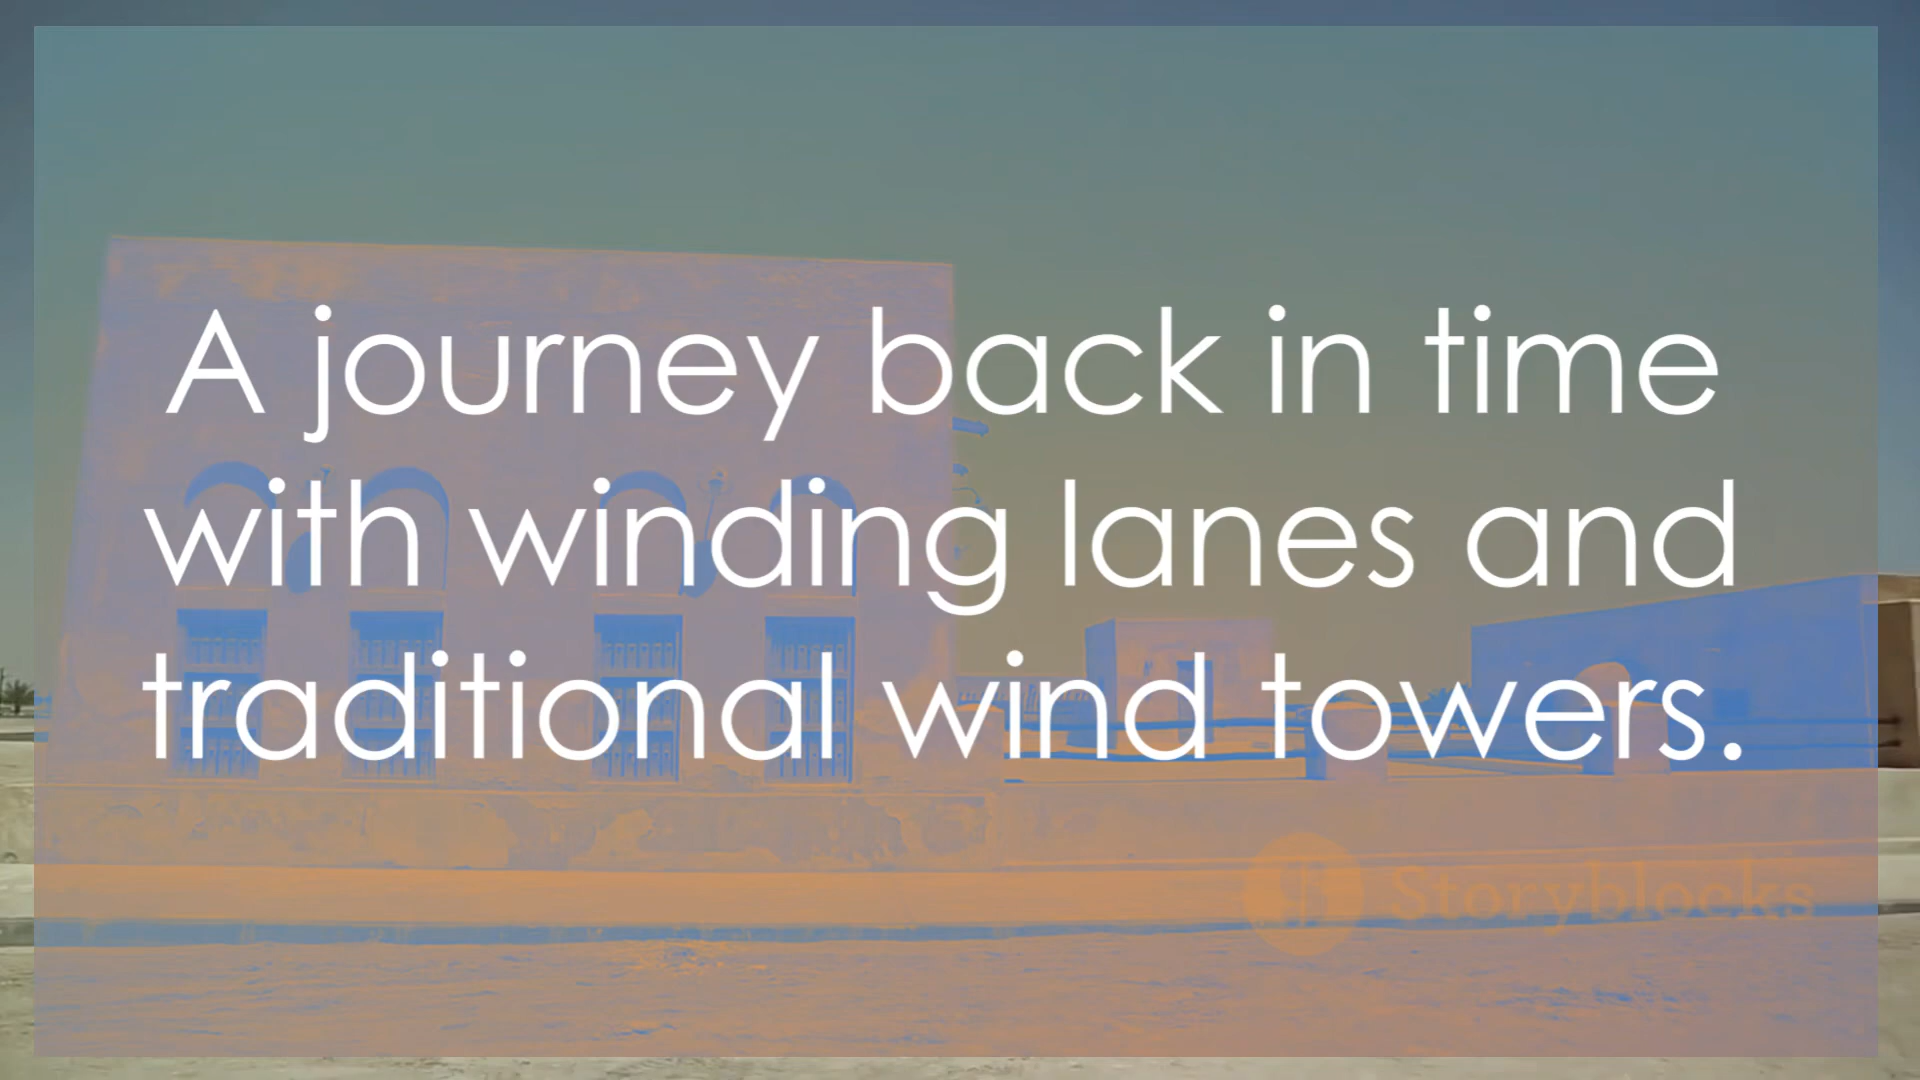 A journey back in time
with winding lanes and
traditional wind towers.
Storyblocks